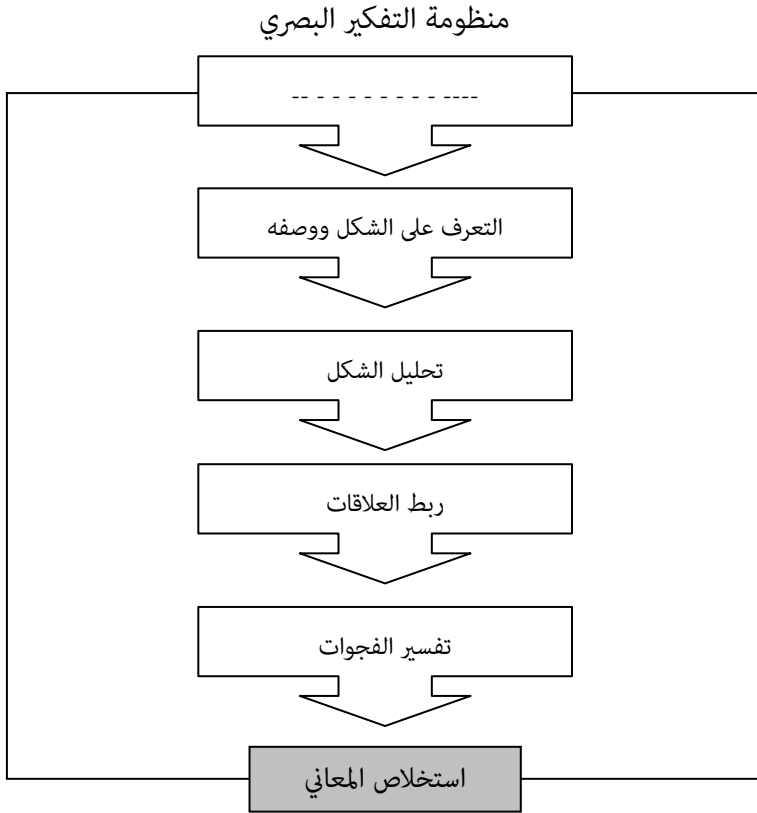 منظومة التفكير البصري
-- - - - - - - - - ----
التعرف على الشكل ووصفه
تحليل الشكل
ربط العلاقات
تفسير الفجوات
استخلاص المعاني